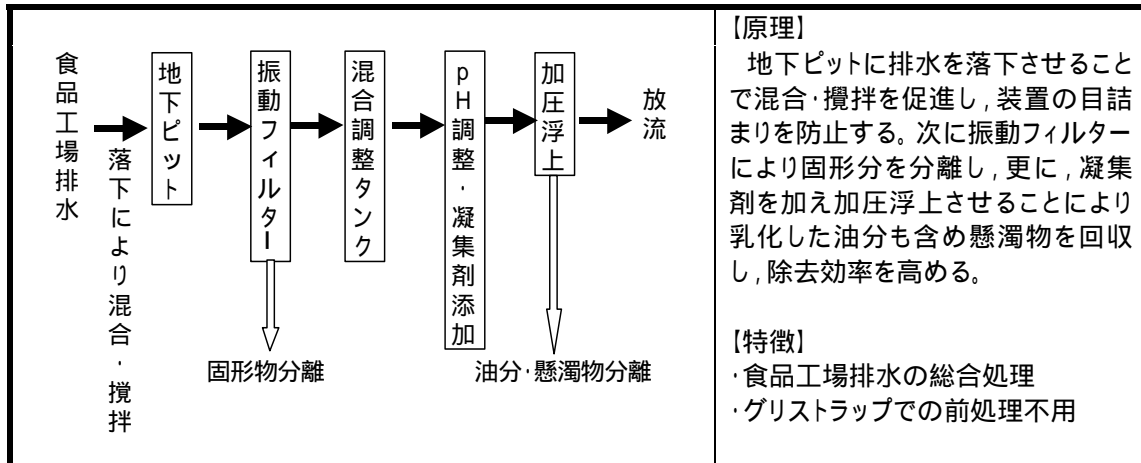 食品工場排水
落下により混合・攪拌
地下ピット
振動フィルター
混合調整タンク
pH調整・凝集剤添加
加圧浮上
放流
固形物分離
油分・懸濁物分離
【原理】
地下ピットに排水を落下させること
で混合・攪拌を促進し,装置の目詰
まりを防止する。次に振動フィルター
により固形分を分離し,更に,凝集
剤を加え加圧浮上させることにより
乳化した油分も含め懸濁物を回収
し,除去効率を高める。
【特徴】
・食品工場排水の総合処理
・グリストラップでの前処理不用